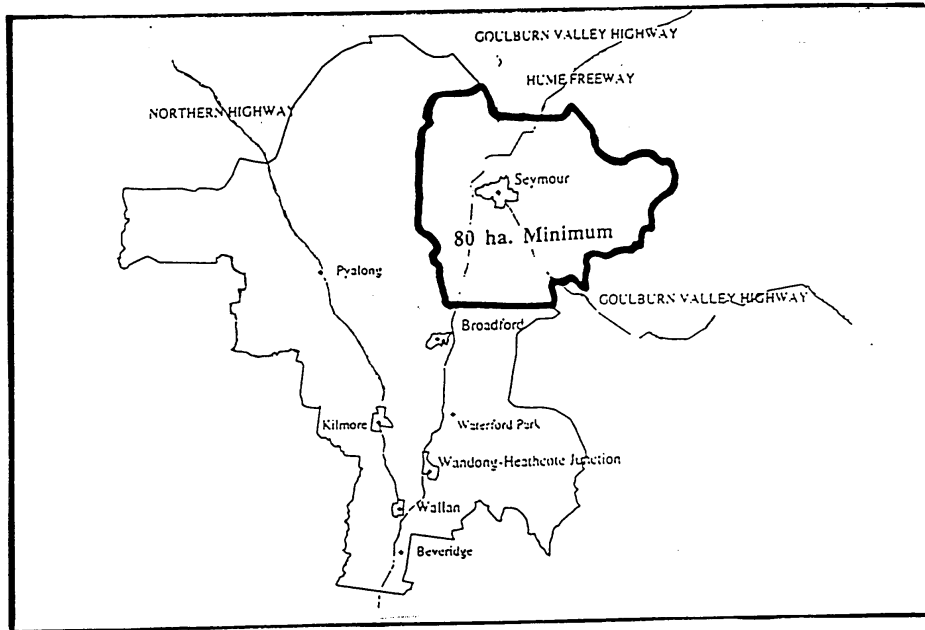 GOULBURN VALLEY HIGHWAY
HUME FREEWAY
NORTHERN HIGHWAY
Seymour
80 ha. Minimum
Pyalong
GOULBURN VALLEY HIGHWAY
Broadford
Kilmore
Waterford Park
Wandong-Heathcote Junction
Wallan
Beveridge